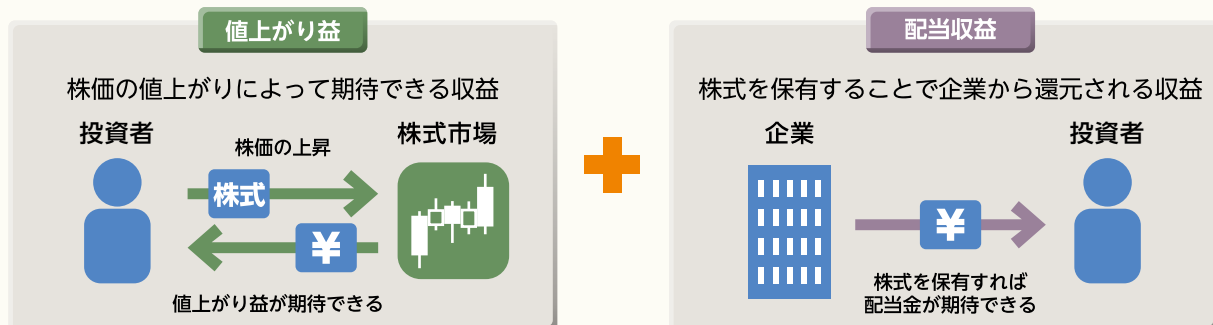 値上がり益
株価の値上がりによって期待できる収益
投資者
株式市場
株価の上昇
株式
¥
値上がり益が期待できる
配当収益
株式を保有することで企業から還元される収益
企業
投資者
¥
株式を保有すれば
配当金が期待できる